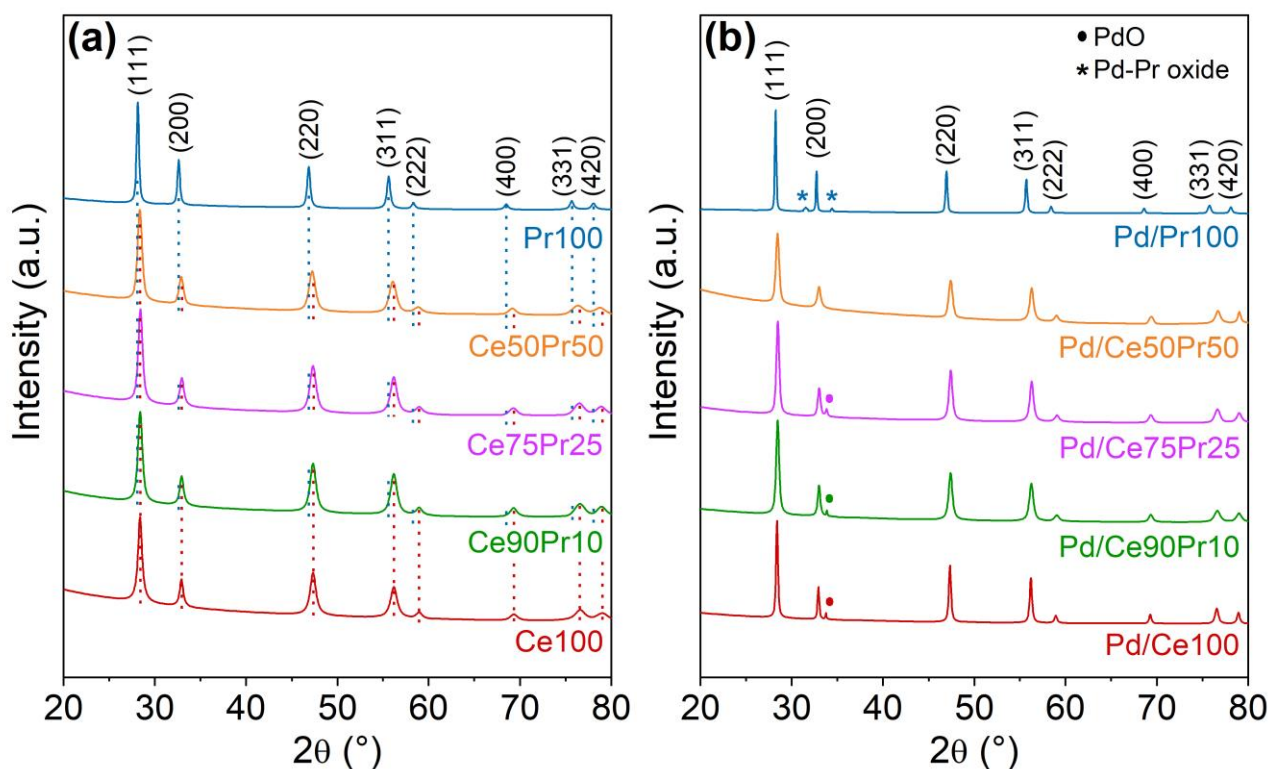 (a)
(111)
(200)
(220)
(311)
(222)
(400)
(331)
(420)
Pr100
Ce50Pr50
Ce75Pr25
Ce90Pr10
Ce100
Intensity (a.u.)
20 30 40 50 60 70 80
2θ (°)
(b)
• PdO
* Pd-Pr oxide
(111)
(200)
(220)
(311)
(222)
(400)
(331)
(420)
* *
Pd/Pr100
Pd/Ce50Pr50
Pd/Ce75Pr25
Pd/Ce90Pr10
Pd/Ce100
Intensity (a.u.)
20 30 40 50 60 70 80
2θ (°)